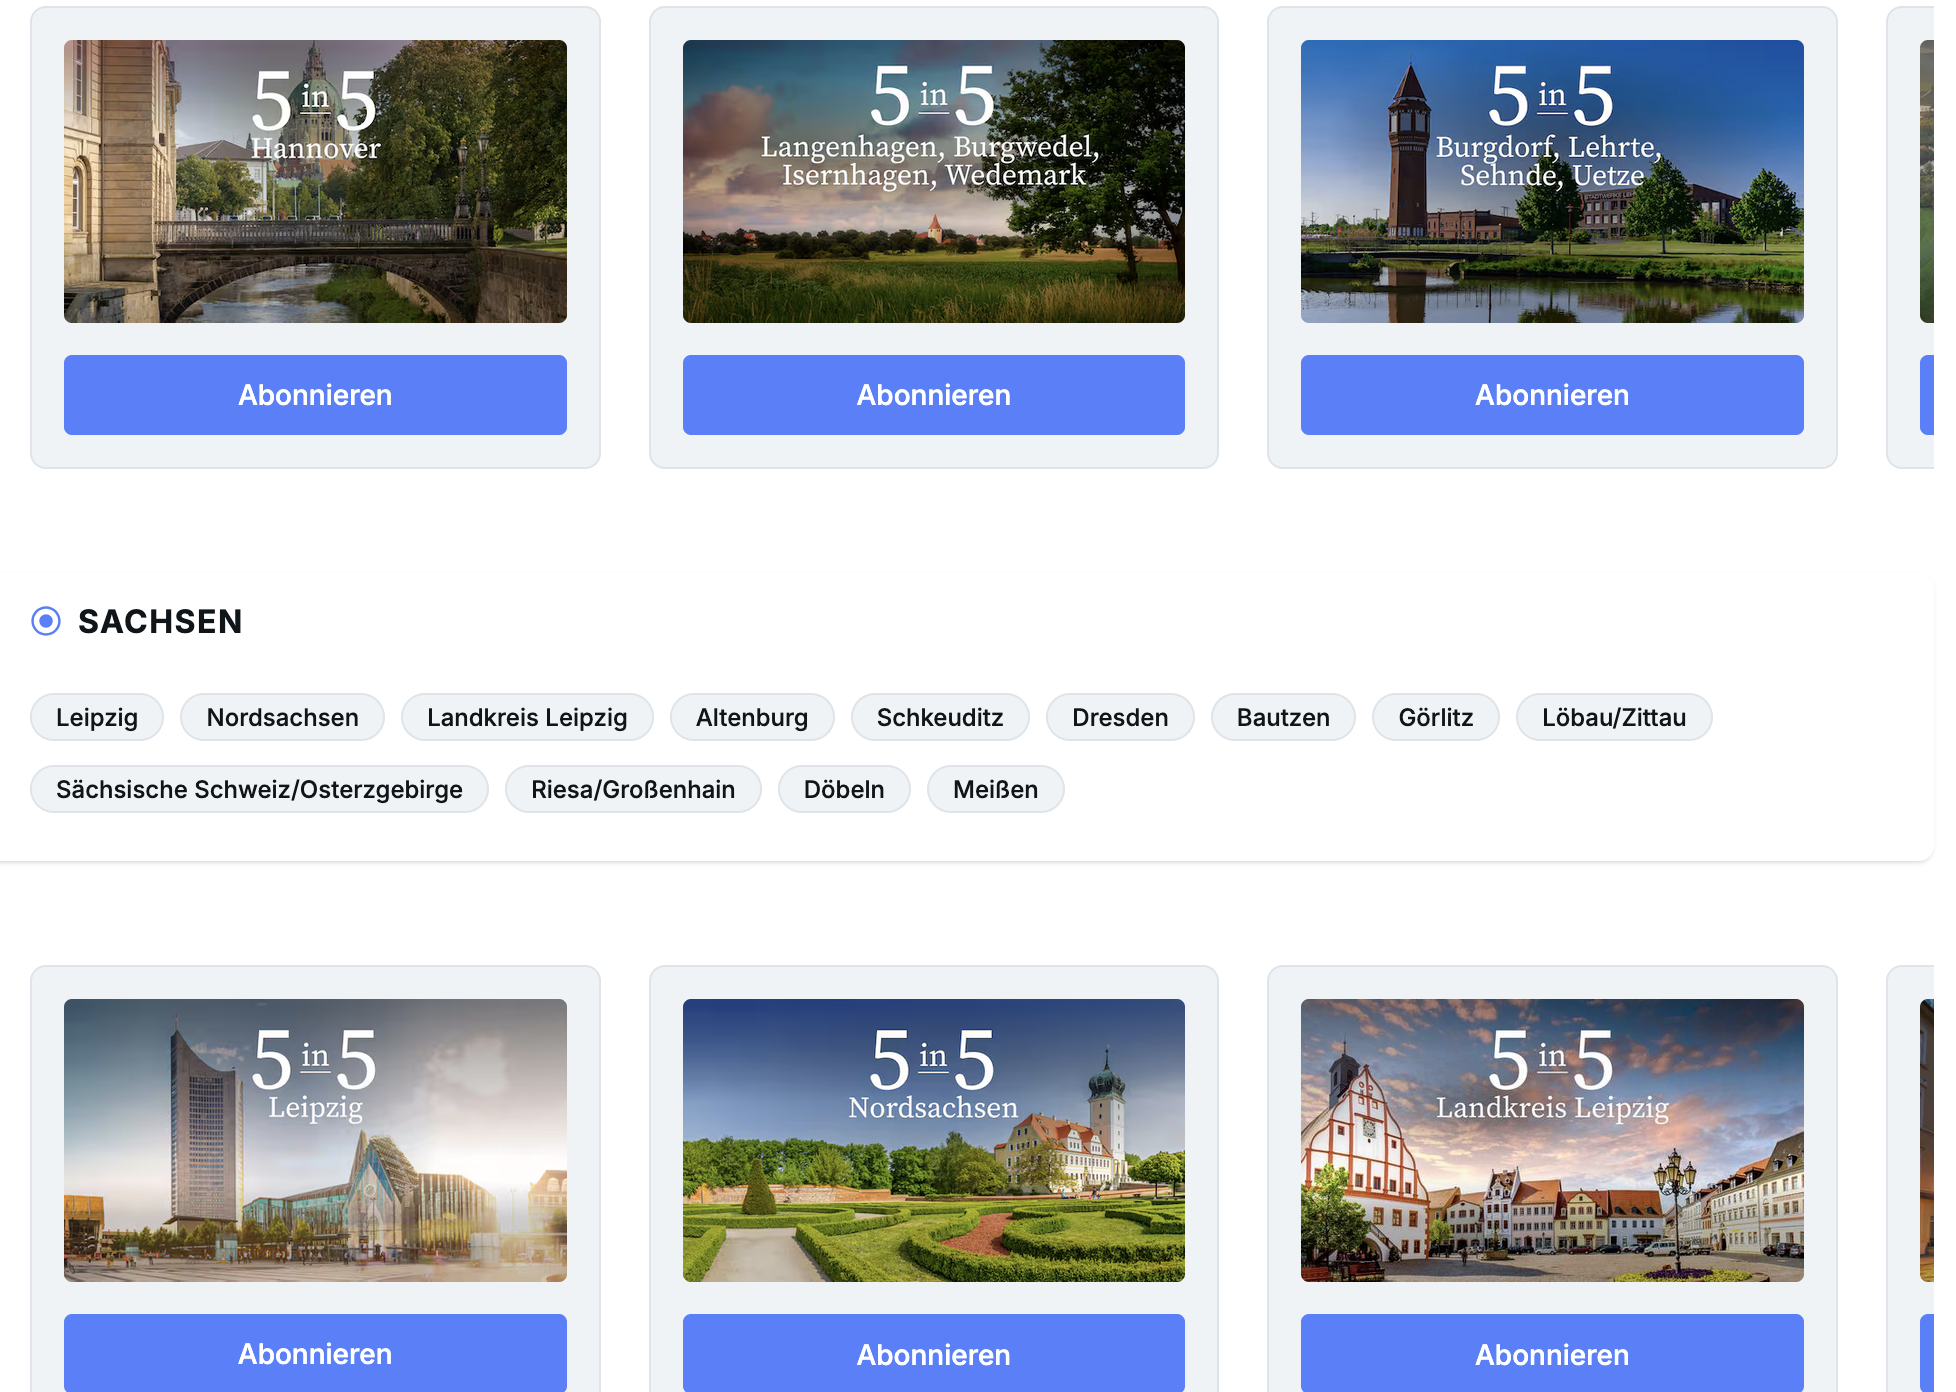 5 in 5
Hannover
5 in 5
Langenhagen, Burgwedel,
Isernhagen, Wedemark
5 in 5
Burgdorf, Lehrte,
Sehnde, Uetze
Abonnieren
Abonnieren
Abonnieren
SACHSEN
Leipzig
Nordsachsen
Landkreis Leipzig
Altenburg
Schkeuditz
Dresden
Bautzen
Görlitz
Löbau/Zittau
Sächsische Schweiz/Osterzgebirge
Riesa/Großenhain
Döbeln
Meißen
5 in 5
Leipzig
5 in 5
Nordsachsen
5 in 5
Landkreis Leipzig
Abonnieren
Abonnieren
Abonnieren